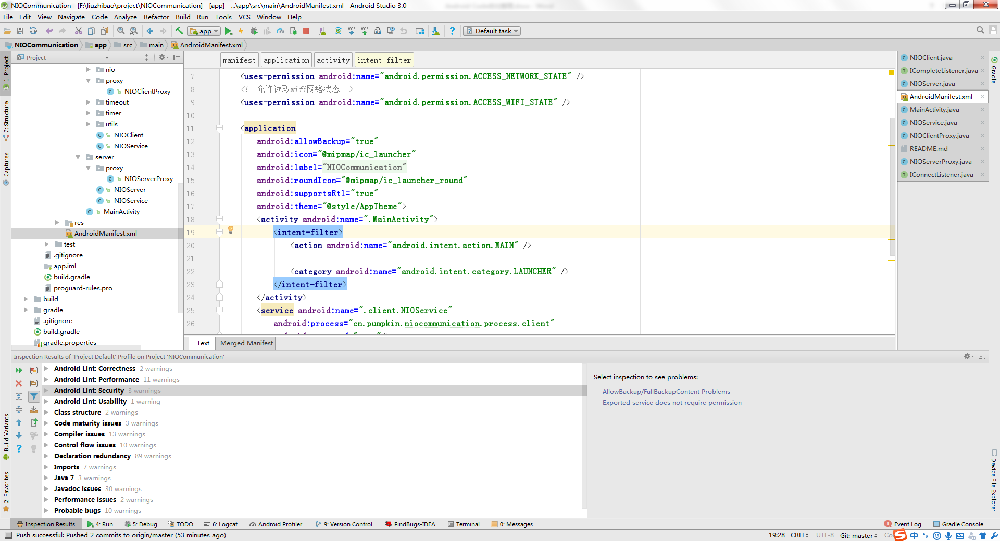 NIOCommunication - [F:\liuzhibao\project\NIOCommunication] - [app] - ...\app\src\main\AndroidManifest.xml - Android Studio 3.0
File Edit View Navigate Code Analyze Refactor Build Run Tools VCS Window Help
app
VCS VCS
Default task
NIOCommunication app src main AndroidManifest.xml
1: Project
7: Structure
Captures
Build Variants
2: Favorites
Project
nio
proxy
NIOClientProxy
timeout
timer
utils
NIOClient
NIOService
server
proxy
NIOServerProxy
NIOServer
NIOService
MainActivity
res
AndroidManifest.xml
test
.gitignore
app.iml
build.gradle
proguard-rules.pro
build
gradle
.gitignore
build.gradle
gradle.properties
manifest application activity intent-filter
7 <uses-permission android:name="android.permission.ACCESS_NETWORK_STATE" />
8 <!--允许读取wifi网络状态-->
9 <uses-permission android:name="android.permission.ACCESS_WIFI_STATE" />
10
11 <application
12 android:allowBackup="true"
13 android:icon="@mipmap/ic_launcher"
14 android:label="NIOCommunication"
15 android:roundIcon="@mipmap/ic_launcher_round"
16 android:supportsRtl="true"
17 android:theme="@style/AppTheme">
18 <activity android:name=".MainActivity">
19 <intent-filter>
20 <action android:name="android.intent.action.MAIN" />
21
22 <category android:name="android.intent.category.LAUNCHER" />
23 </intent-filter>
24 </activity>
25 <service android:name=".client.NIOService"
26 android:process="cn.pumpkin.niocommunication.process.client"
Text Merged Manifest
NIOClient.java
ICompleteListener.java
NIOServer.java
AndroidManifest.xml
MainActivity.java
NIOService.java
NIOClientProxy.java
README.md
NIOServerProxy.java
IConnectListener.java
Gradle
Device File Explorer
Inspection Results of 'Project Default' Profile on Project 'NIOCommunication'
Android Lint: Correctness 2 warnings
Android Lint: Performance 11 warnings
Android Lint: Security 3 warnings
Android Lint: Usability 1 warning
Class structure 2 warnings
Code maturity issues 3 warnings
Compiler issues 13 warnings
Control flow issues 10 warnings
Declaration redundancy 89 warnings
Imports 7 warnings
Java 7 3 warnings
Javadoc issues 30 warnings
Performance issues 2 warnings
Probable bugs 10 warnings
Select inspection to see problems:
AllowBackup/FullBackupContent Problems
Exported service does not require permission
Inspection Results 4: Run 5: Debug TODO 6: Logcat Android Profiler 9: Version Control FindBugs-IDEA Terminal 0: Messages 1 Event Log Gradle Console
Push successful: Pushed 2 commits to origin/master (53 minutes ago) 19:28 CRLF UTF-8 Git: master Co 中